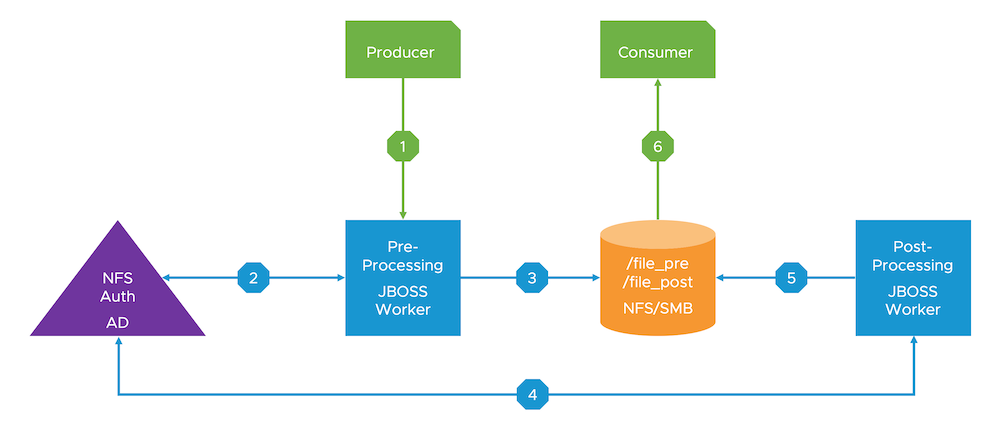 Producer
Consumer
1
6
NFS
Auth
AD
2
Pre-
Processing
JBOSS
Worker
3
/file_pre
/file_post
NFS/SMB
5
Post-
Processing
JBOSS
Worker
4